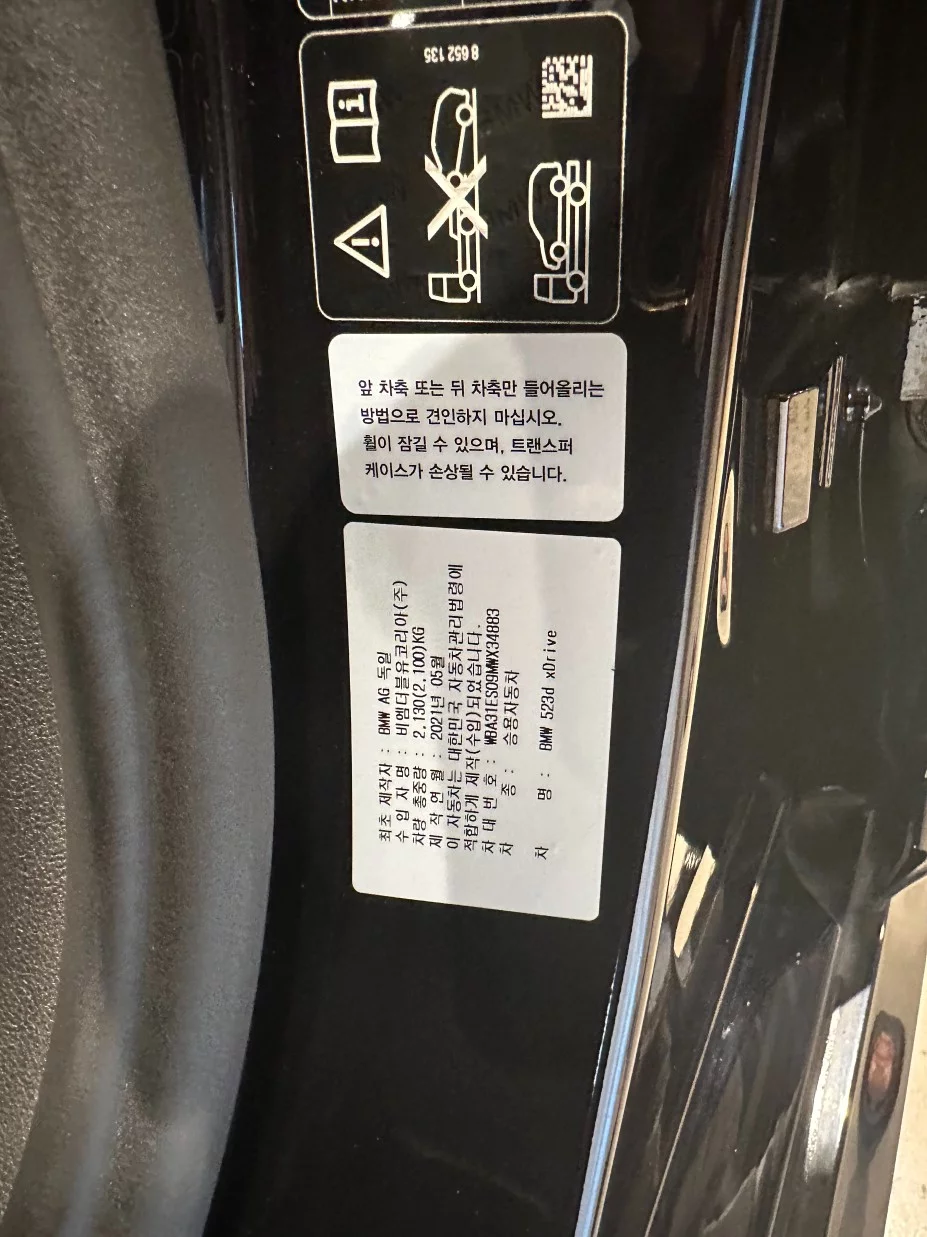 8 652 135
앞 차축 또는 뒤 차축만 들어올리는
방법으로 견인하지 마십시오.
휠이 잠길 수 있으며, 트랜스퍼
케이스가 손상될 수 있습니다.
최초 제작자 : BMW AG 독일
수 입 자 명 : 비엠더블유코리아(주)
차량 총중량 : 2,130(2,100)KG
제 작 연 월 : 2021년 05월
이 자동차는 대한민국 자동차관리법령에
적합하게 제작(수입)되었습니다.
차 대 번 호 : WBA31ES09MWX34883
차 종 : 승용자동차
차 명 : BMW 523d xDrive